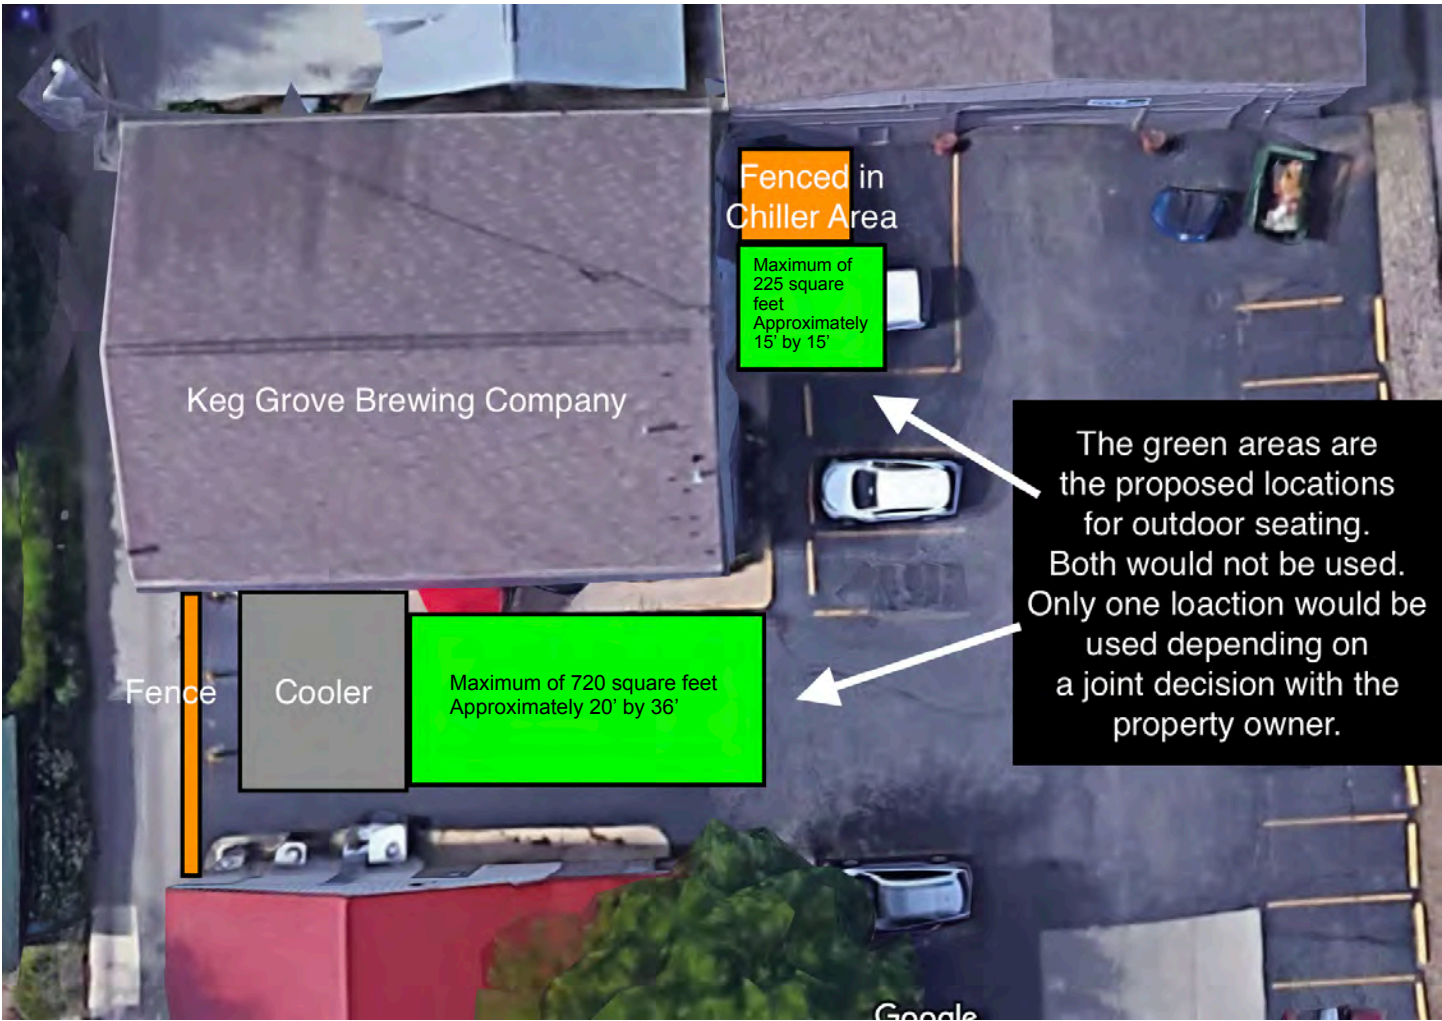 Fenced in
Chiller Area
Maximum of
225 square
feet
Approximately
15' by 15'
Keg Grove Brewing Company
The green areas are
the proposed locations
for outdoor seating.
Both would not be used.
Only one loaction would be
used depending on
a joint decision with the
property owner.
Fence
Cooler
Maximum of 720 square feet
Approximately 20' by 36'
Google